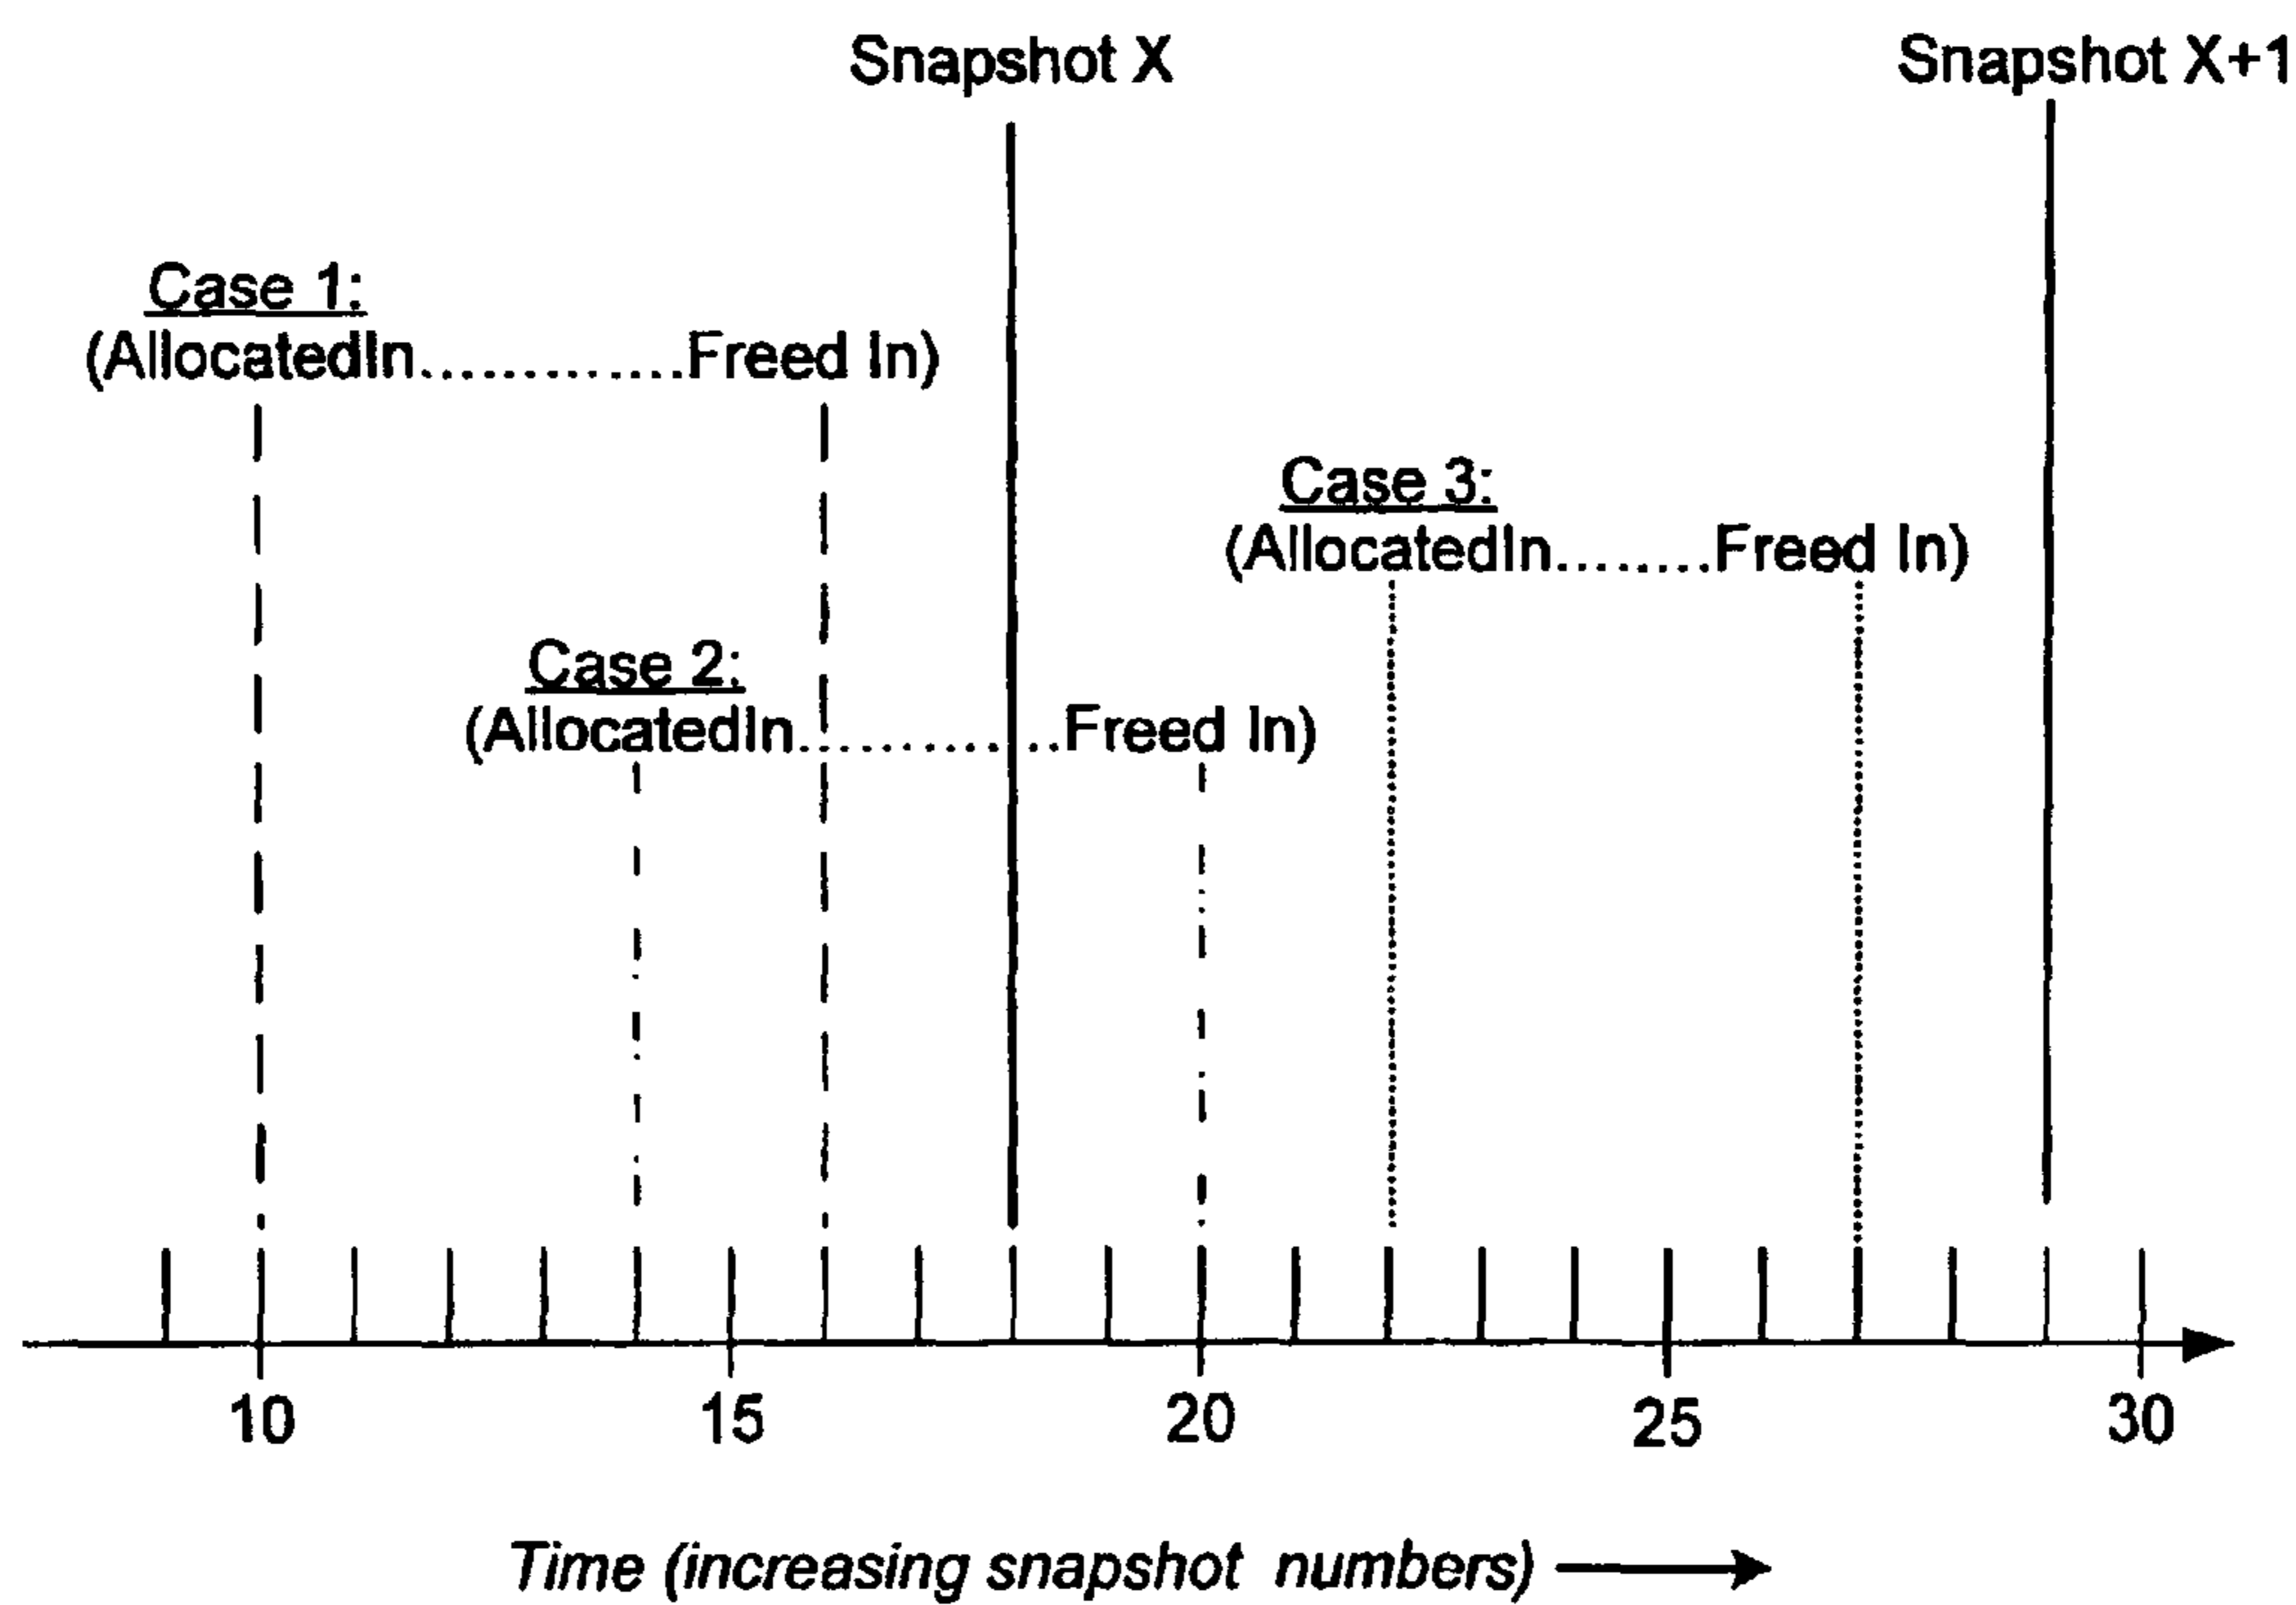 Snapshot X
Snapshot X+1
Case 1:
(AllocatedIn.............Freed In)
Case 3:
(AllocatedIn........Freed In)
Case 2:
(AllocatedIn.............Freed In)
10
15
20
25
30
Time (increasing snapshot numbers)